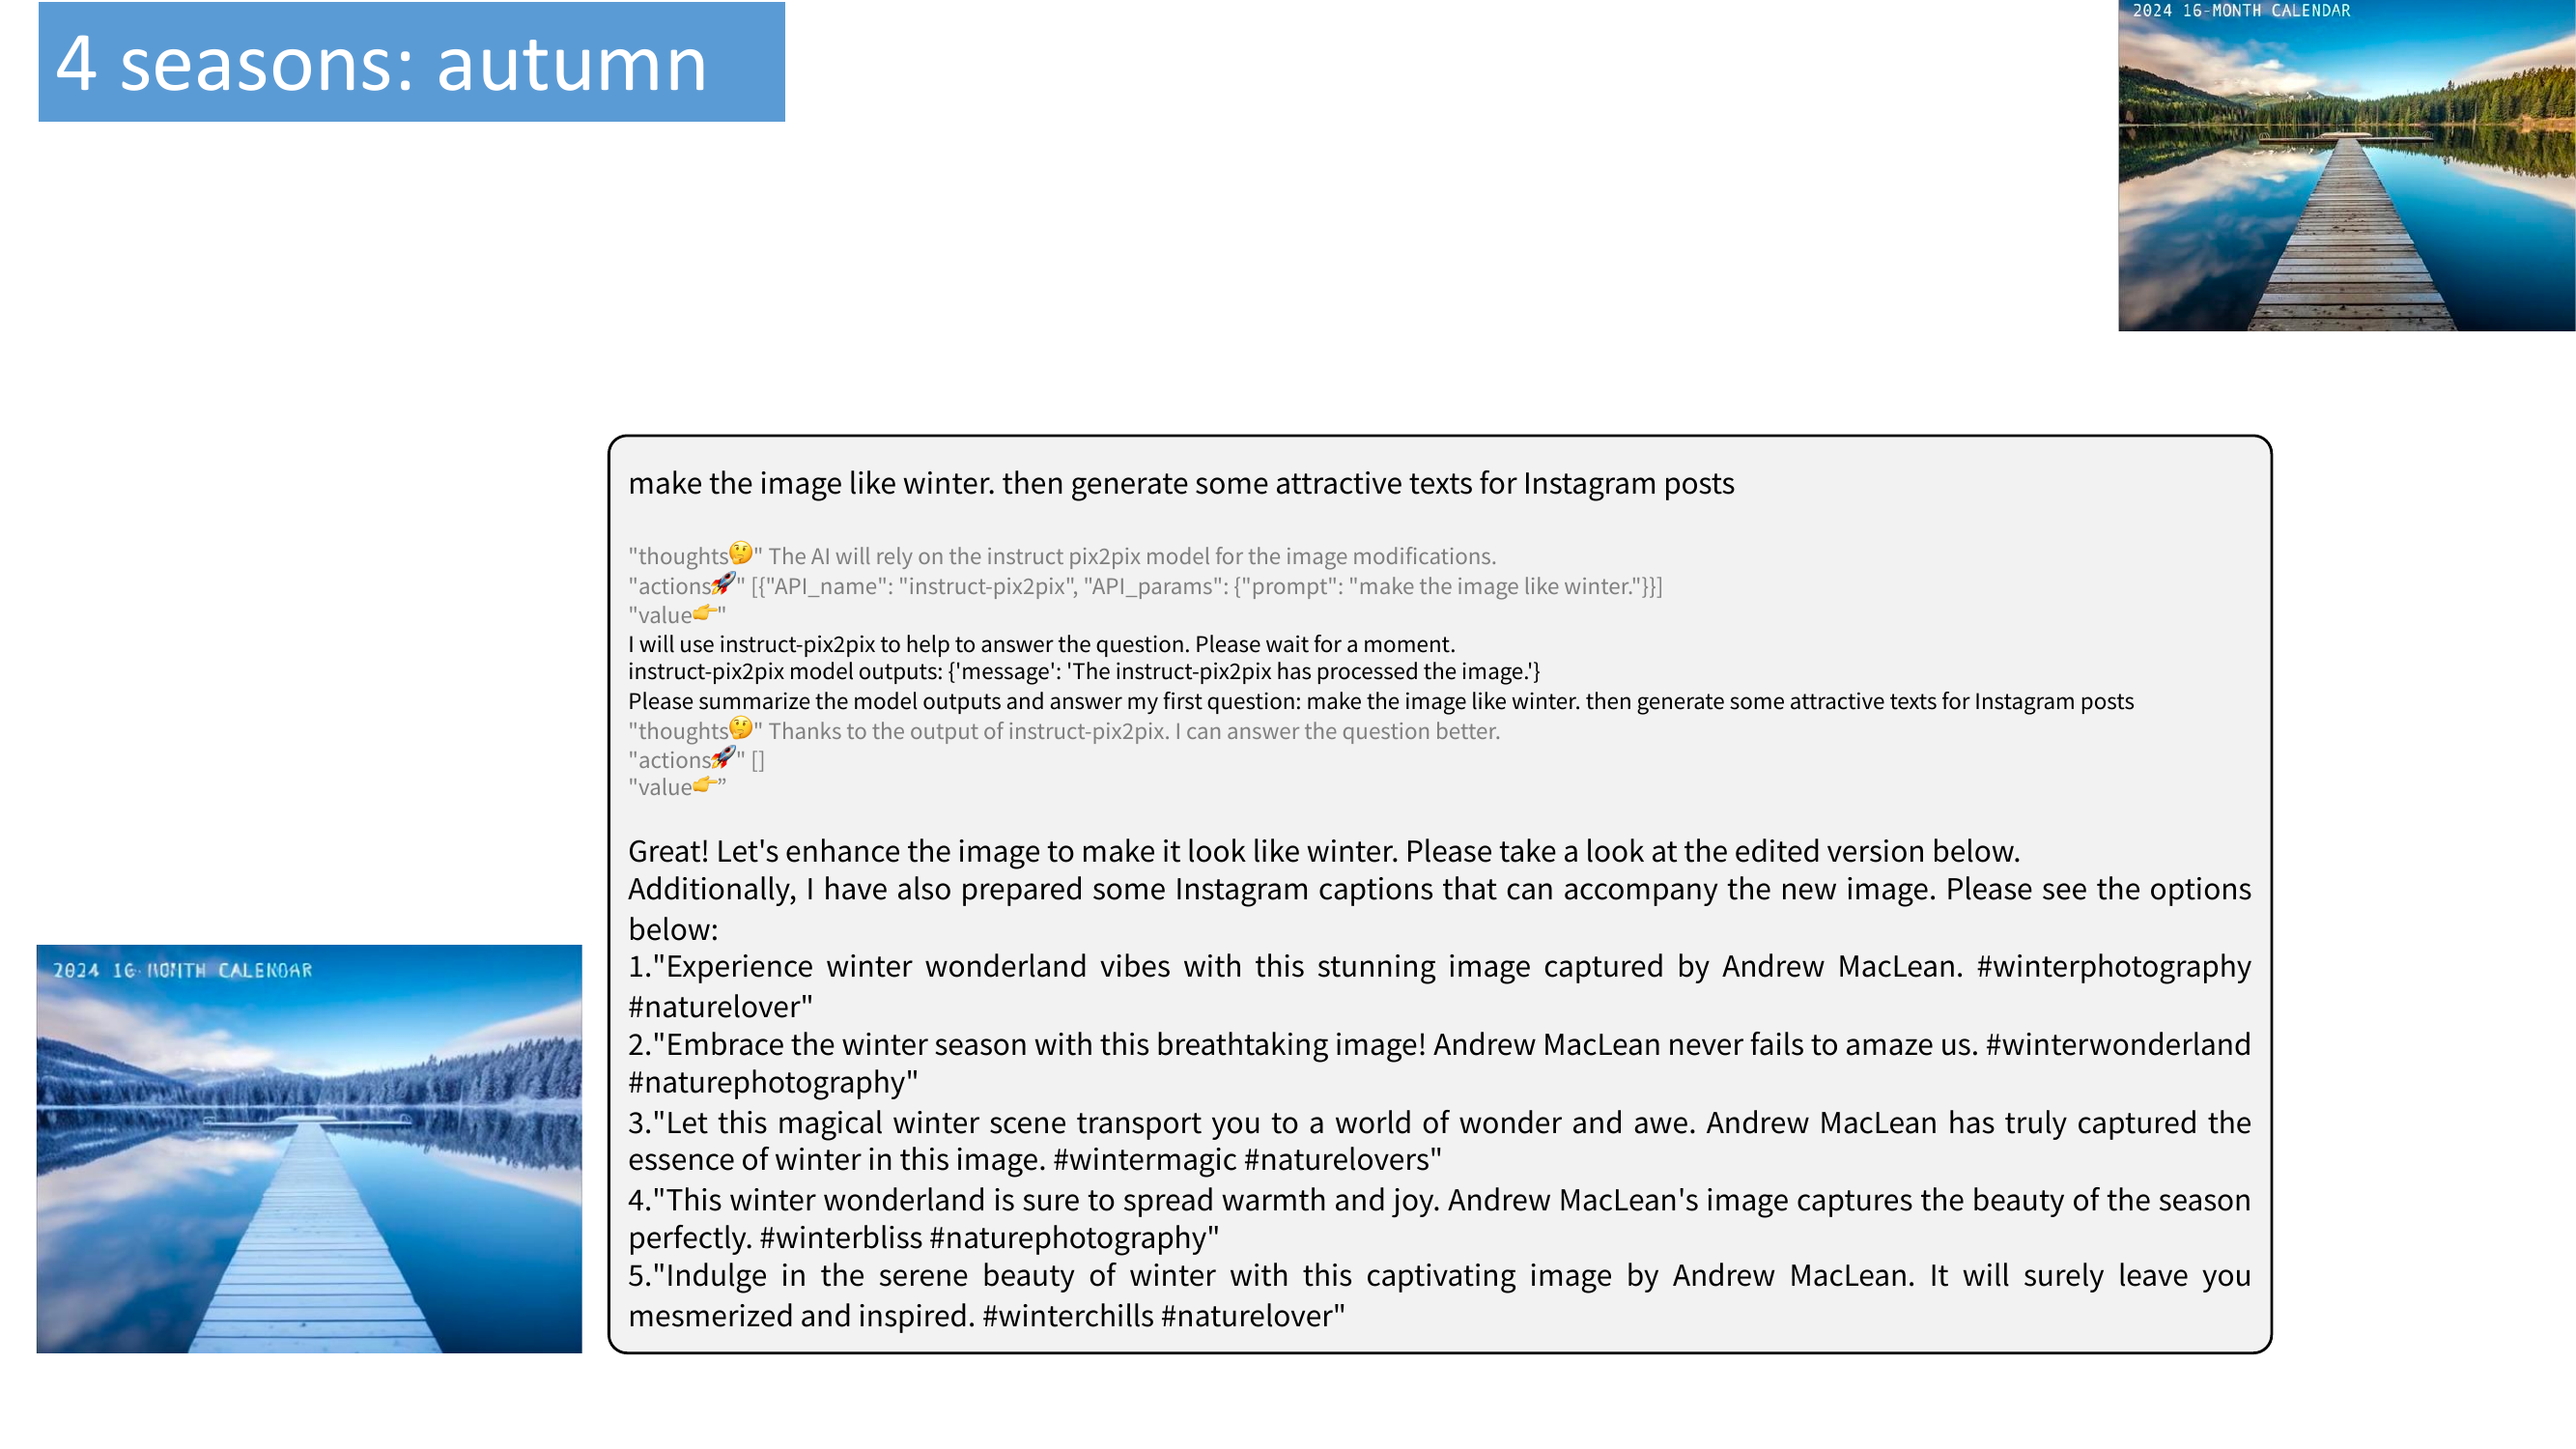 4 seasons: autumn
2024 16-MONTH CALENDAR
make the image like winter. then generate some attractive texts for Instagram posts
"thoughts🤔" The AI will rely on the instruct pix2pix model for the image modifications.
"actions🚀" [{"API_name": "instruct-pix2pix", "API_params": {"prompt": "make the image like winter."}}]
"value👉"
I will use instruct-pix2pix to help to answer the question. Please wait for a moment.
instruct-pix2pix model outputs: {'message': 'The instruct-pix2pix has processed the image.'}
Please summarize the model outputs and answer my first question: make the image like winter. then generate some attractive texts for Instagram posts
"thoughts🤔" Thanks to the output of instruct-pix2pix. I can answer the question better.
"actions🚀" []
"value👉”
Great! Let's enhance the image to make it look like winter. Please take a look at the edited version below.
Additionally, I have also prepared some Instagram captions that can accompany the new image. Please see the options
below:
1."Experience winter wonderland vibes with this stunning image captured by Andrew MacLean. #winterphotography
#naturelover"
2."Embrace the winter season with this breathtaking image! Andrew MacLean never fails to amaze us. #winterwonderland
#naturephotography"
3."Let this magical winter scene transport you to a world of wonder and awe. Andrew MacLean has truly captured the
essence of winter in this image. #wintermagic #naturelovers"
4."This winter wonderland is sure to spread warmth and joy. Andrew MacLean's image captures the beauty of the season
perfectly. #winterbliss #naturephotography"
5."Indulge in the serene beauty of winter with this captivating image by Andrew MacLean. It will surely leave you
mesmerized and inspired. #winterchills #naturelover"
2024 16-MONTH CALENDAR